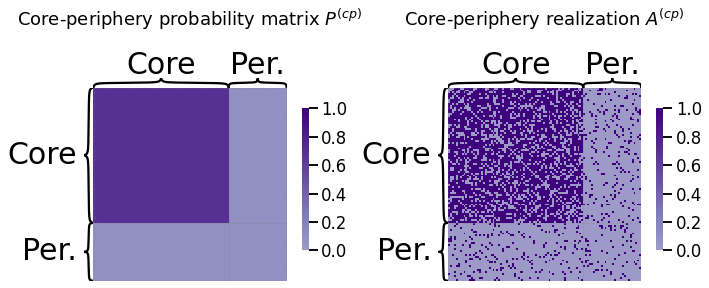 Core-periphery probability matrix $P^{(cp)}$
Core-periphery realization $A^{(cp)}$
Core
Per.
Core
Per.
1.0
0.8
0.6
0.4
0.2
0.0
Core
Per.
Core
Per.
1.0
0.8
0.6
0.4
0.2
0.0